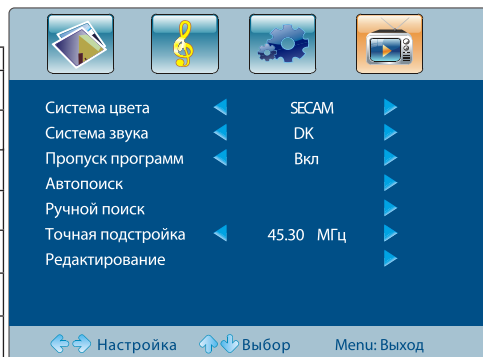 Система цвета SECAM
Система звука DK
Пропуск программ Вкл
Автопоиск
Ручной поиск
Точная подстройка 45.30 МГц
Редактирование
Настройка Выбор Menu: Выход